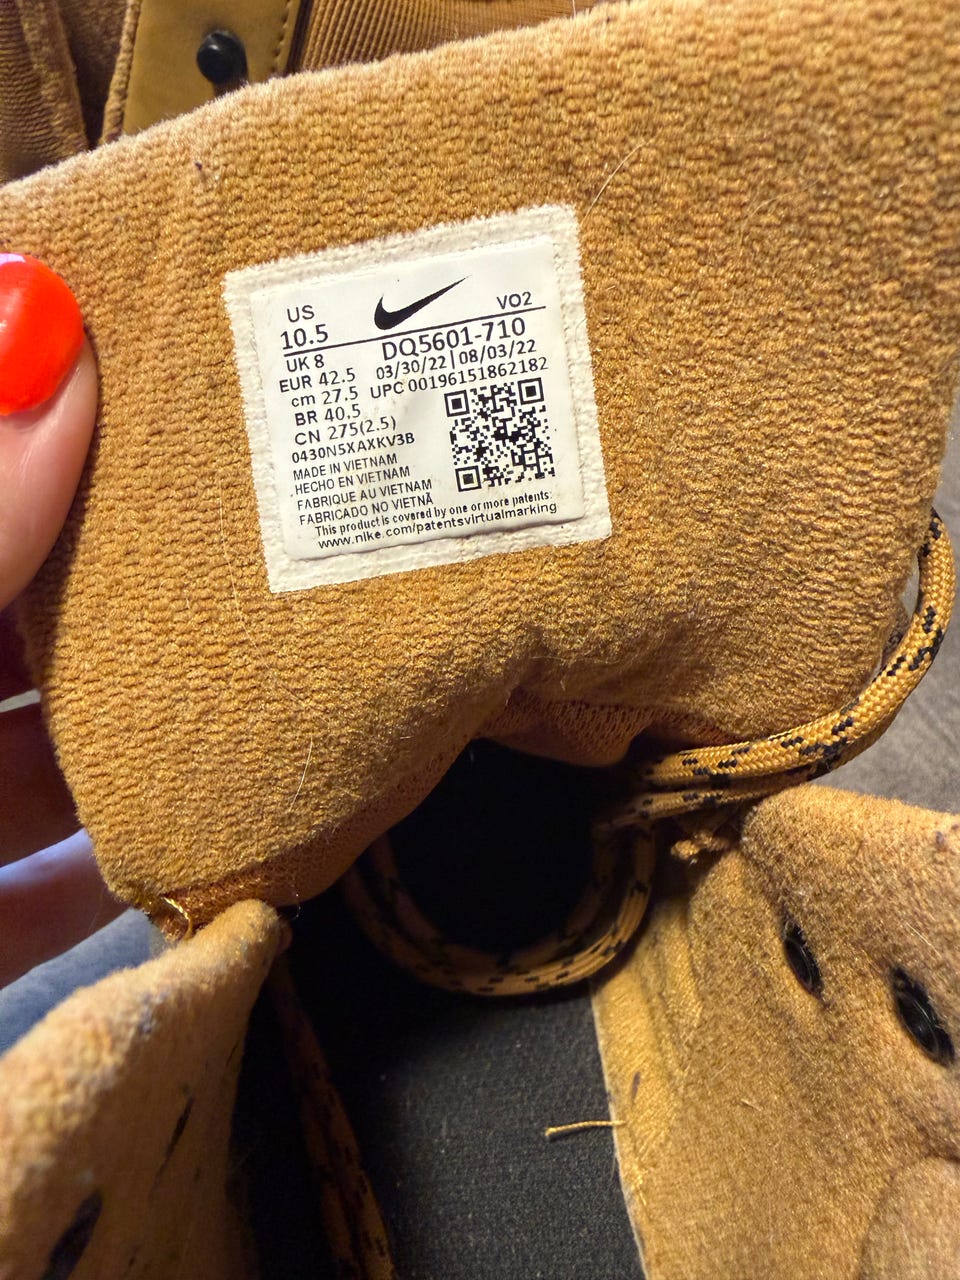 US
10.5
VO2
UK 8
DQ5601-710
EUR 42.5
03/30/22 | 08/03/22
cm 27.5
UPC 00196151862182
BR 40.5
CN 275(2.5)
0430N5XAXKV3B
MADE IN VIETNAM
HECHO EN VIETNAM
FABRIQUE AU VIETNAM
FABRICADO NO VIETNÃ
This product is covered by one or more patents:
www.nike.com/patentsvirtualmarking